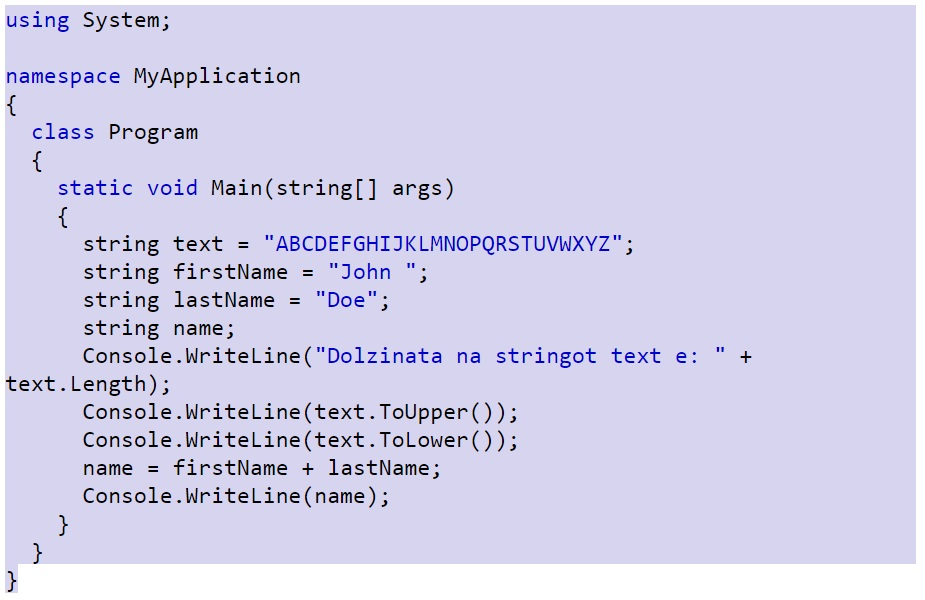 using System;

namespace MyApplication
{
  class Program
  {
    static void Main(string[] args)
    {
      string text = "ABCDEFGHIJKLMNOPQRSTUVWXYZ";
      string firstName = "John ";
      string lastName = "Doe";
      string name;
      Console.WriteLine("Dolzinata na stringot text e: " +
text.Length);
      Console.WriteLine(text.ToUpper());
      Console.WriteLine(text.ToLower());
      name = firstName + lastName;
      Console.WriteLine(name);
    }
  }
}